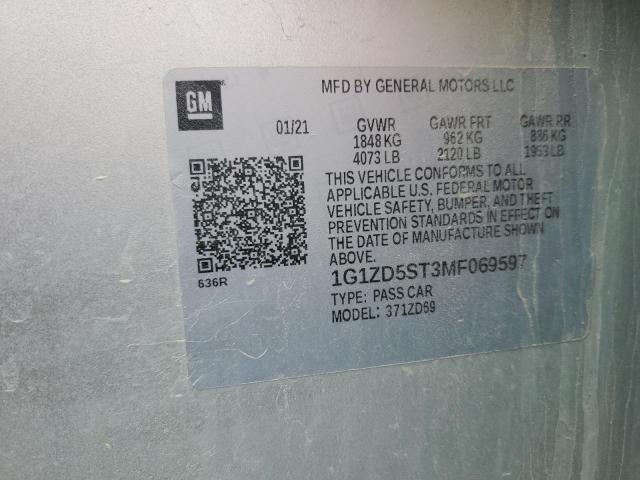 GM
MFD BY GENERAL MOTORS LLC
01/21 GVWR GAWR FRT GAWR RR
1848 KG 962 KG 886 KG
4073 LB 2120 LB 1953 LB
THIS VEHICLE CONFORMS TO ALL
APPLICABLE U.S. FEDERAL MOTOR
VEHICLE SAFETY, BUMPER, AND THEFT
PREVENTION STANDARDS IN EFFECT ON
THE DATE OF MANUFACTURE SHOWN
ABOVE.
1G1ZD5ST3MF069597
TYPE: PASS CAR
MODEL: 371ZD69
636R